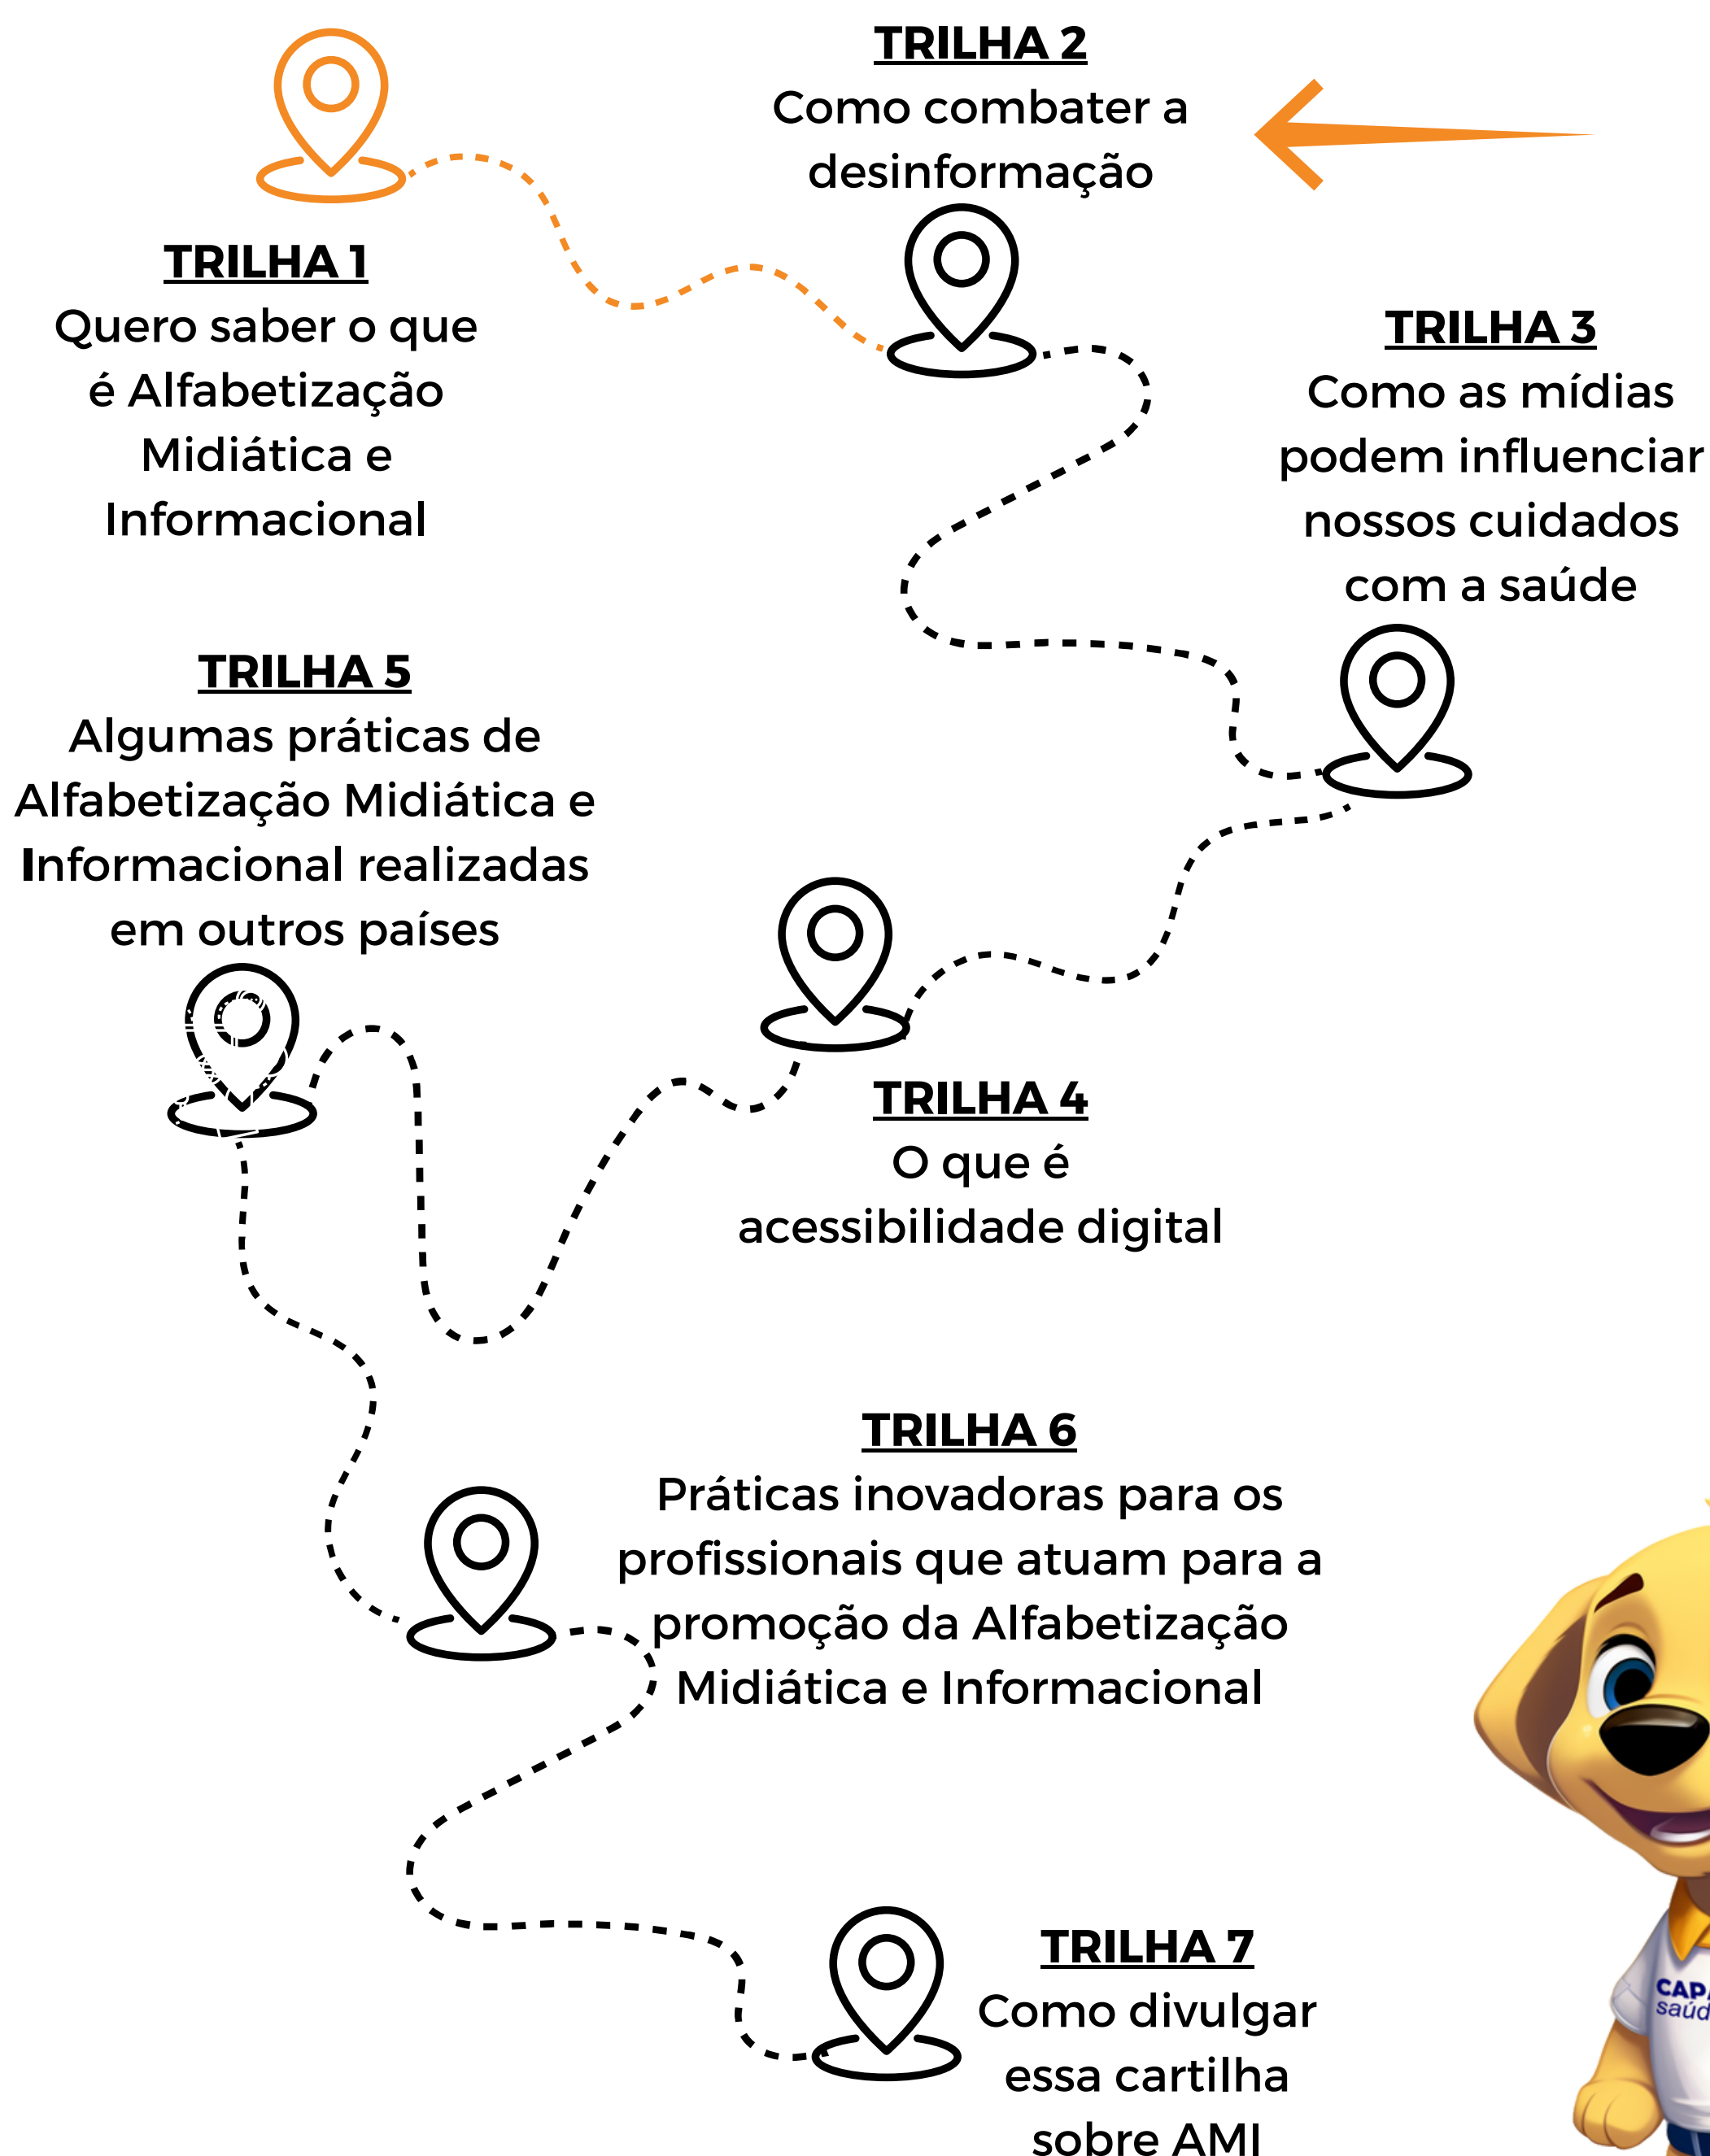 TRILHA 1
Quero saber o que
é Alfabetização
Midiática e
Informacional
TRILHA 2
Como combater a
desinformação
TRILHA 3
Como as mídias
podem influenciar
nossos cuidados
com a saúde
TRILHA 4
O que é
acessibilidade digital
TRILHA 5
Algumas práticas de
Alfabetização Midiática e
Informacional realizadas
em outros países
TRILHA 6
Práticas inovadoras para os
profissionais que atuam para a
promoção da Alfabetização
Midiática e Informacional
TRILHA 7
Como divulgar
essa cartilha
sobre AMI